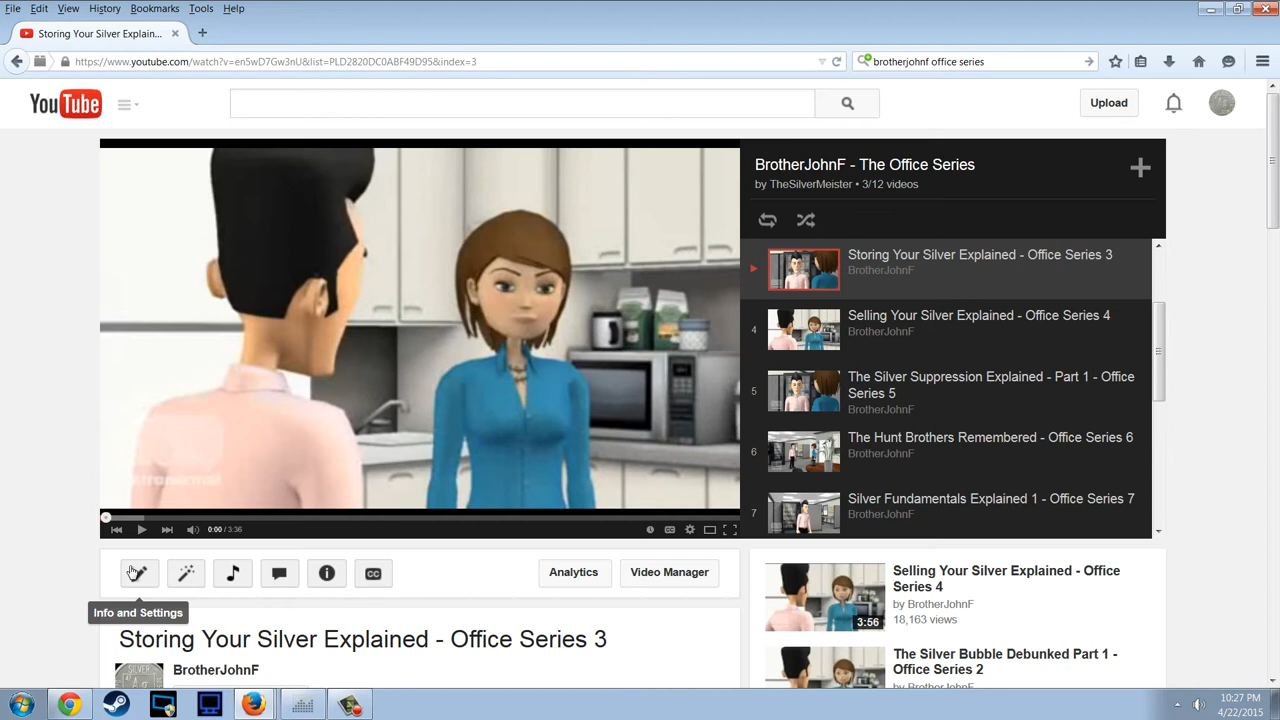 File Edit View History Bookmarks Tools Help
Storing Your Silver Explain...
https://www.youtube.com/watch?v=en5wD7Gw3nU&list=PLD2820DC0ABF49D95&index=3
brotherjohnf office series
YouTube
Upload
BrotherJohnF - The Office Series
by TheSilverMeister • 3/12 videos
Storing Your Silver Explained - Office Series 3
BrotherJohnF
4
Selling Your Silver Explained - Office Series 4
BrotherJohnF
5
The Silver Suppression Explained - Part 1 - Office
Series 5
BrotherJohnF
6
The Hunt Brothers Remembered - Office Series 6
BrotherJohnF
7
Silver Fundamentals Explained 1 - Office Series 7
0:00 / 3:36
CC
Analytics
Video Manager
Info and Settings
Storing Your Silver Explained - Office Series 3
SILVER
BrotherJohnF
3:56
Selling Your Silver Explained - Office
Series 4
by BrotherJohnF
18,163 views
The Silver Bubble Debunked Part 1 -
Office Series 2
by BrotherJohnF
10:27 PM
4/22/2015